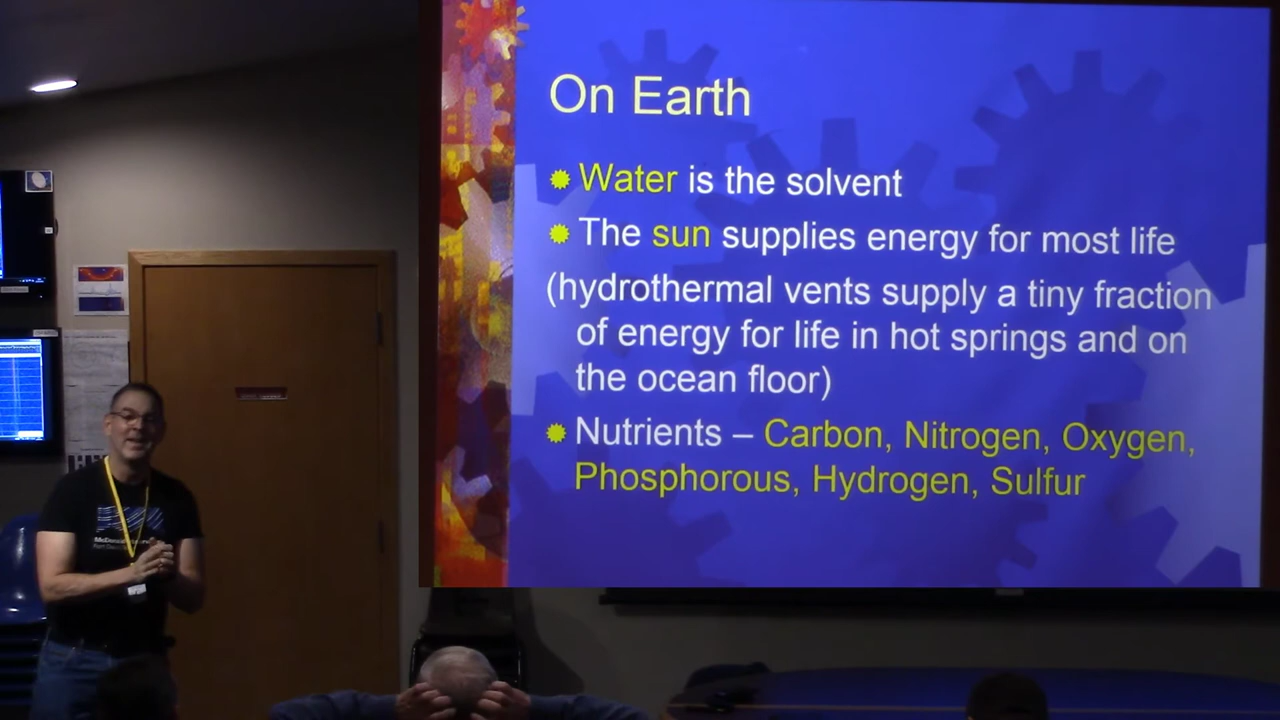 On Earth
Water is the solvent
The sun supplies energy for most life
(hydrothermal vents supply a tiny fraction
of energy for life in hot springs and on
the ocean floor)
Nutrients – Carbon, Nitrogen, Oxygen,
Phosphorous, Hydrogen, Sulfur